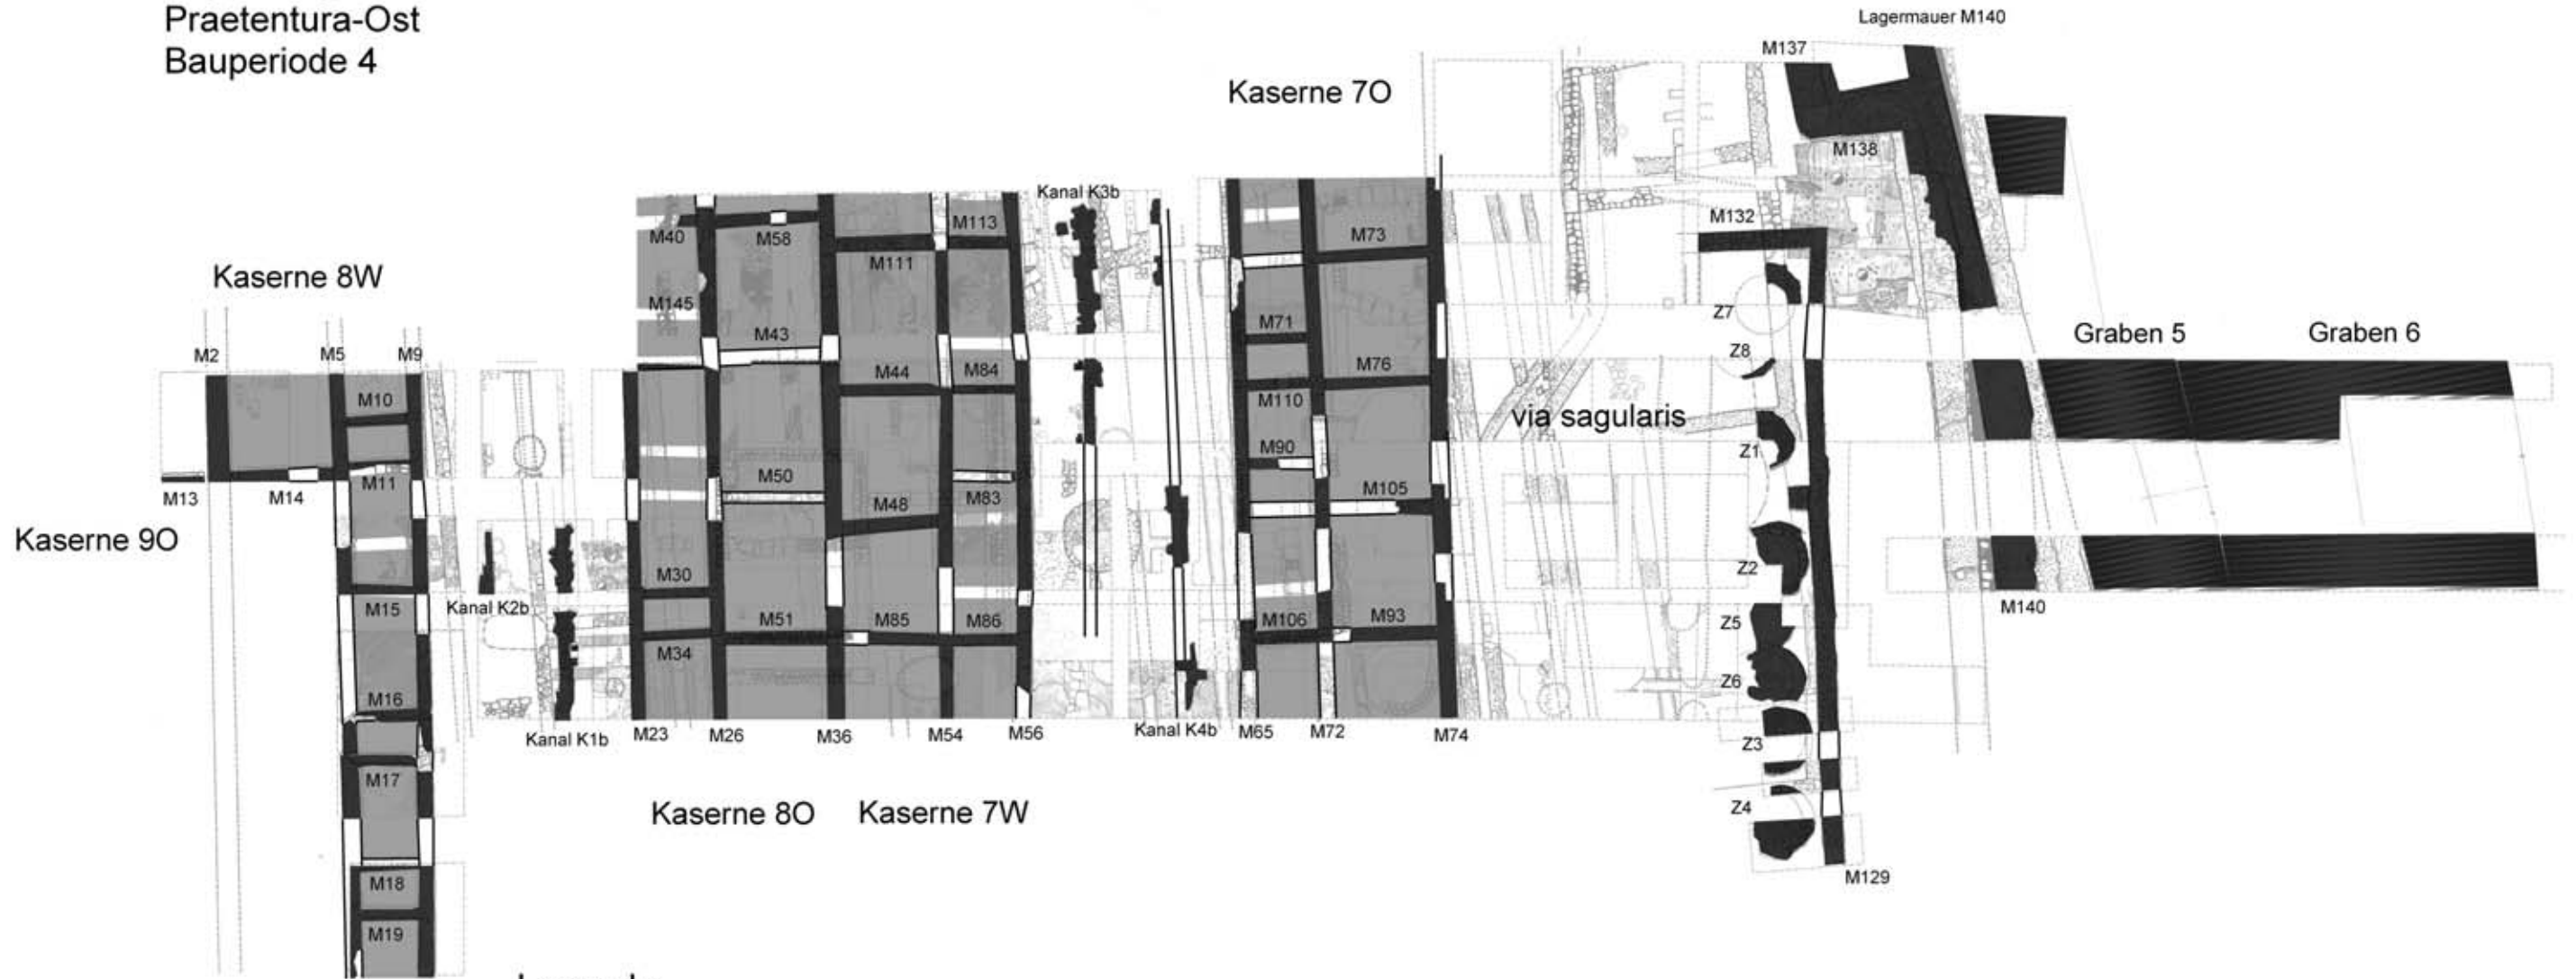 Praetentura-Ost
Bauperiode 4
Lagermauer M140
M137
Kaserne 7O
M138
Kanal K3b
M113
M132
M40
M58
M73
M111
Kaserne 8W
M145
Z7
M71
M43
Graben 5
Graben 6
M2
M5
M9
Z8
M44
M84
M76
M10
M110
via sagularis
M90
Z1
M50
M11
M105
M13
M14
M83
M48
Kaserne 9O
Z2
M30
M15
Kanal K2b
M140
M51
M85
M86
M106
M93
Z5
M34
Z6
M16
Kanal K1b
M23
M26
M36
M54
M56
Kanal K4b
M65
M72
M74
Z3
M17
Z4
Kaserne 8O
Kaserne 7W
M129
M18
M19